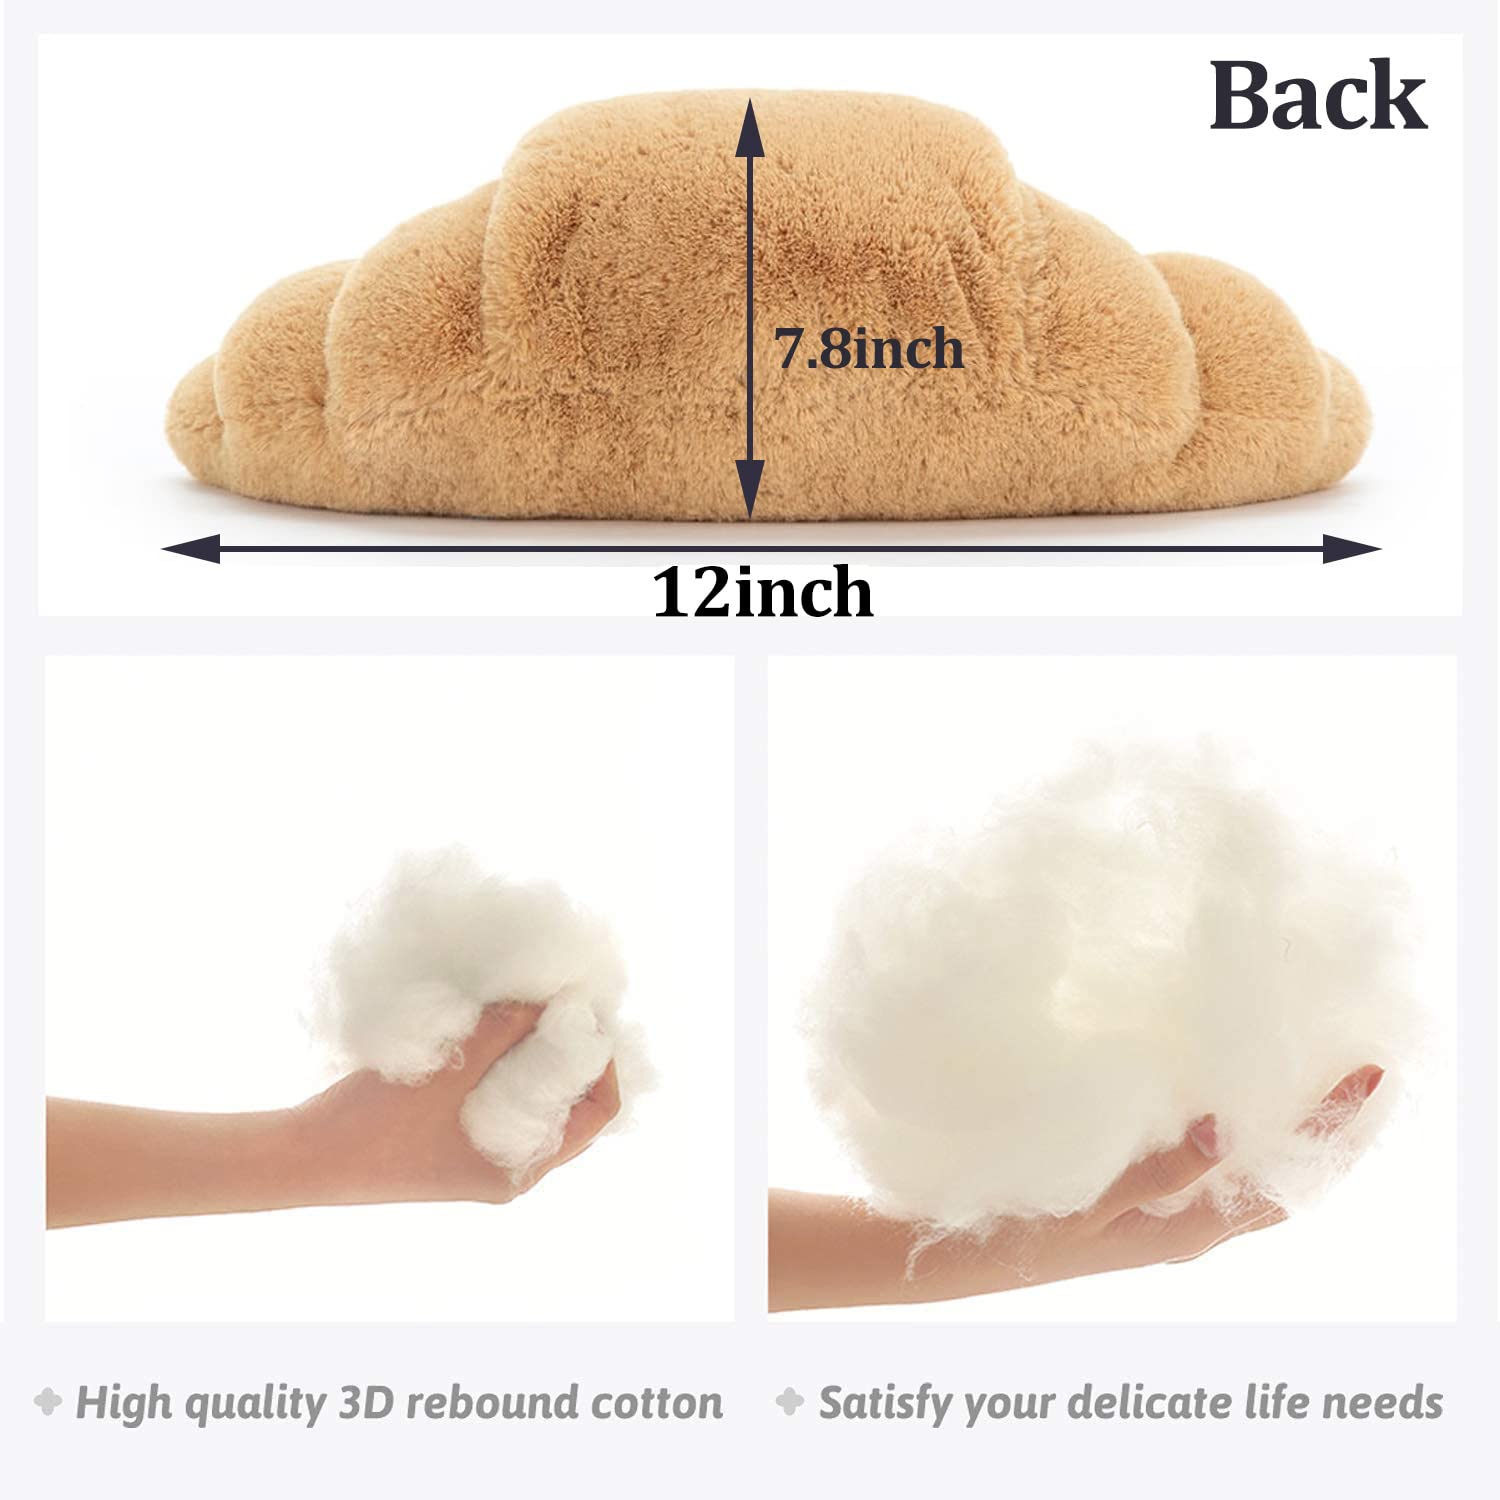 Back
7.8inch
12inch
High quality 3D rebound cotton
Satisfy your delicate life needs